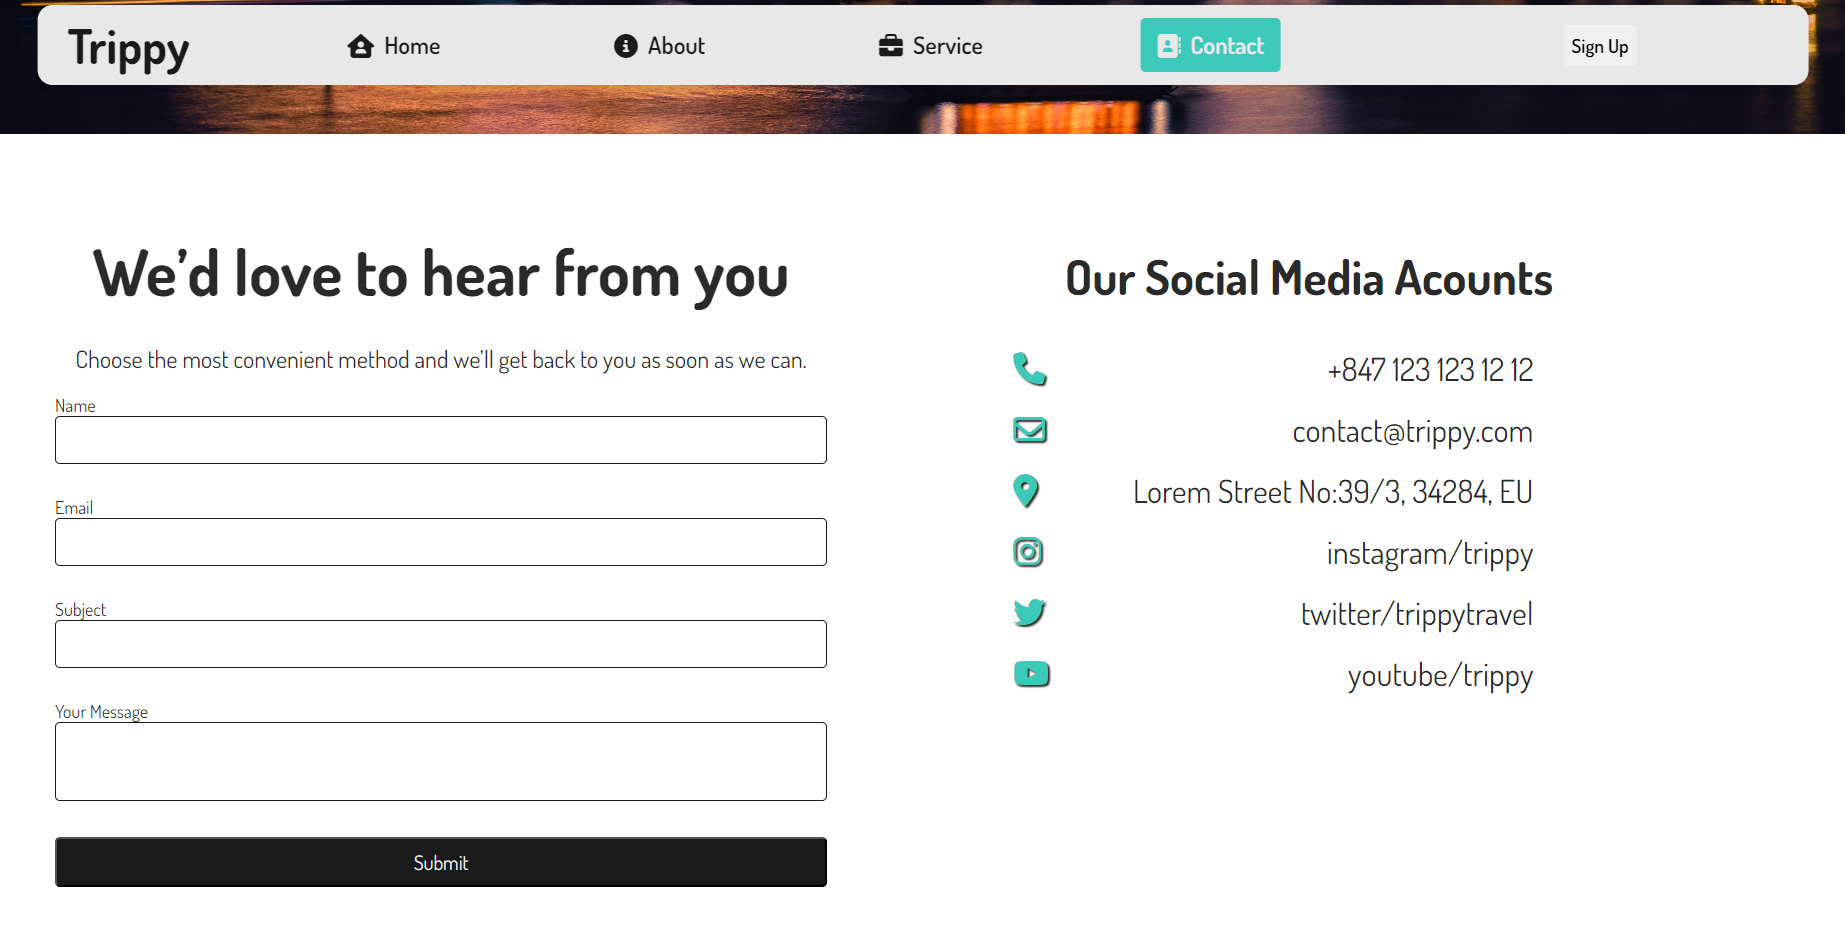 Trippy
Home
About
Service
Contact
Sign Up
We’d love to hear from you
Choose the most convenient method and we’ll get back to you as soon as we can.
Name
Email
Subject
Your Message
Submit
Our Social Media Acounts
+847 123 123 12 12
contact@trippy.com
Lorem Street No:39/3, 34284, EU
instagram/trippy
twitter/trippytravel
youtube/trippy